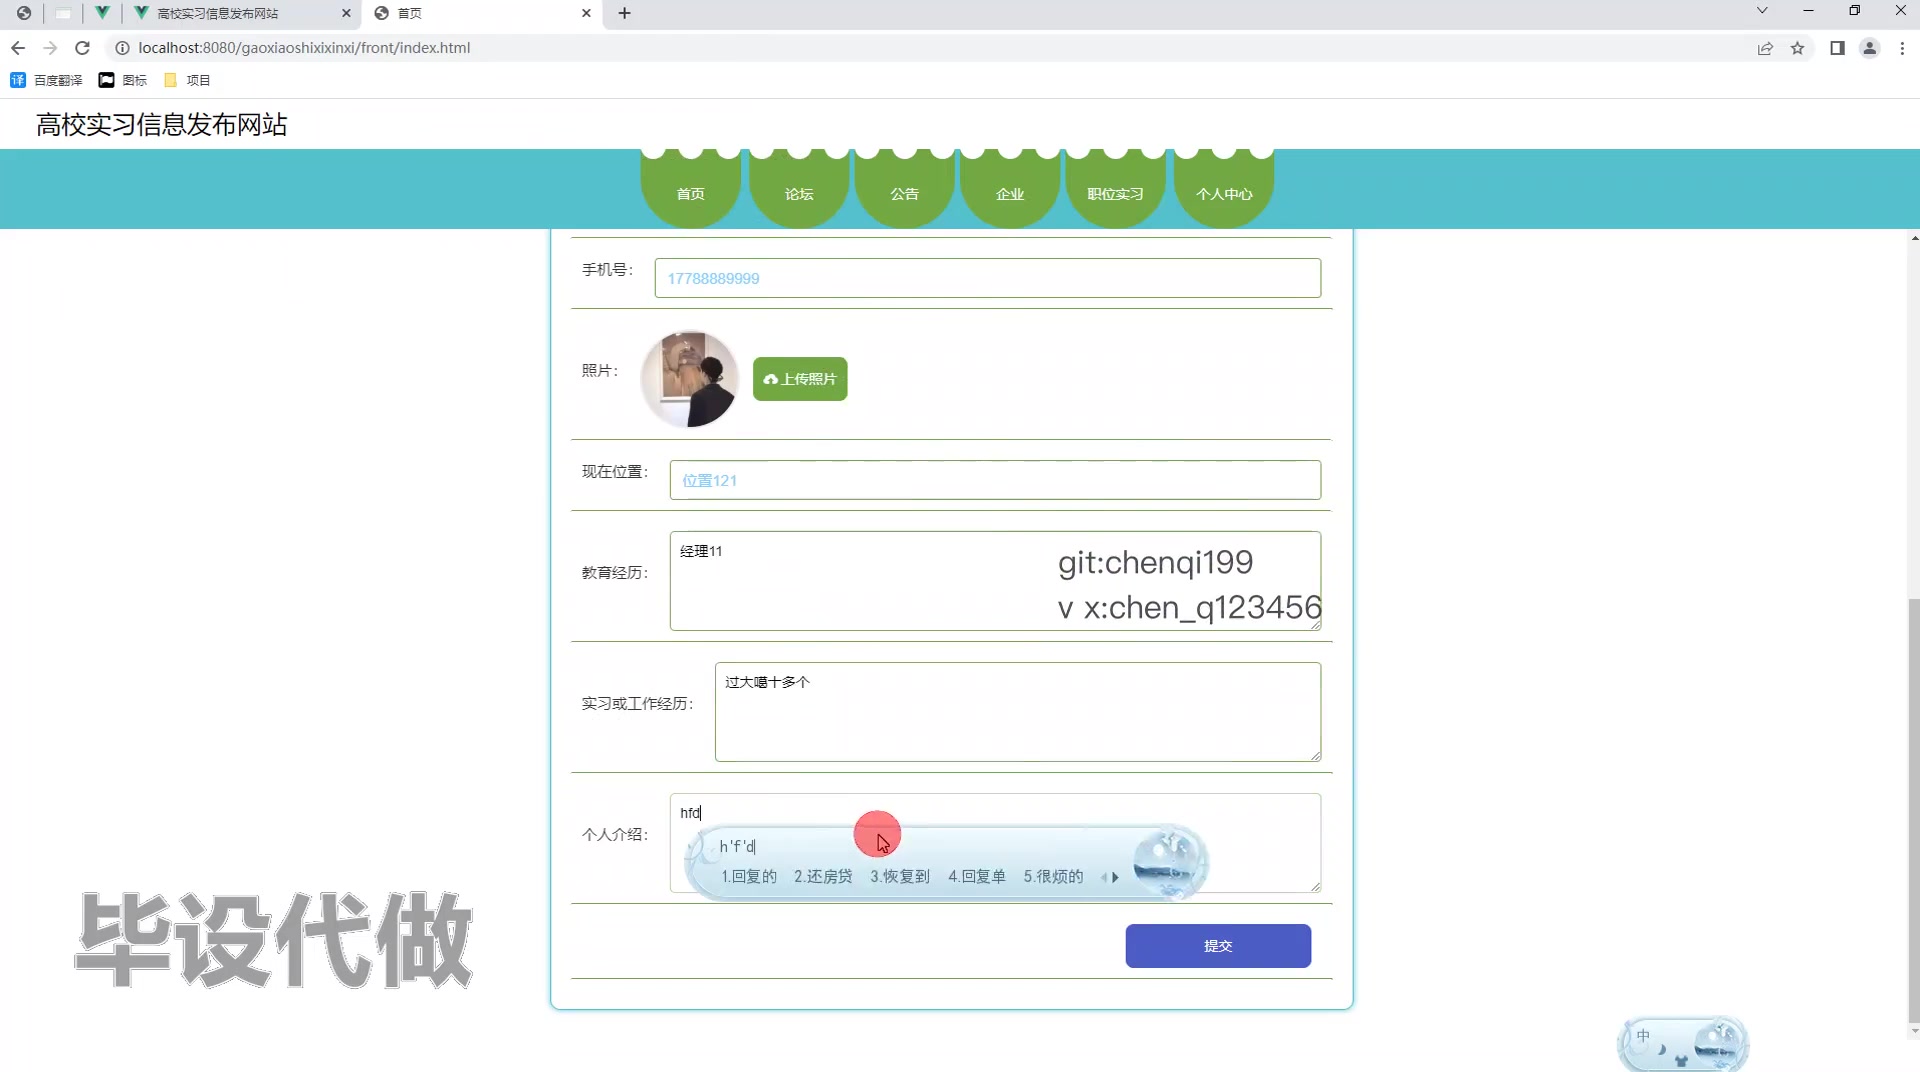 高校实习信息发布网站
首页
localhost:8080/gaoxiaoshixixinxi/front/index.html
译 百度翻译 图标 项目
高校实习信息发布网站
首页 论坛 公告 企业 职位实习 个人中心
手机号： 17788889999
照片： 上传照片
现在位置： 位置121
教育经历： 经理11
git:chenqi199
v x:chen_q123456
实习或工作经历： 过大噶十多个
个人介绍： hfd
h'f'd
1.回复的 2.还房贷 3.恢复到 4.回复单 5.很烦的
毕设代做
提交
中